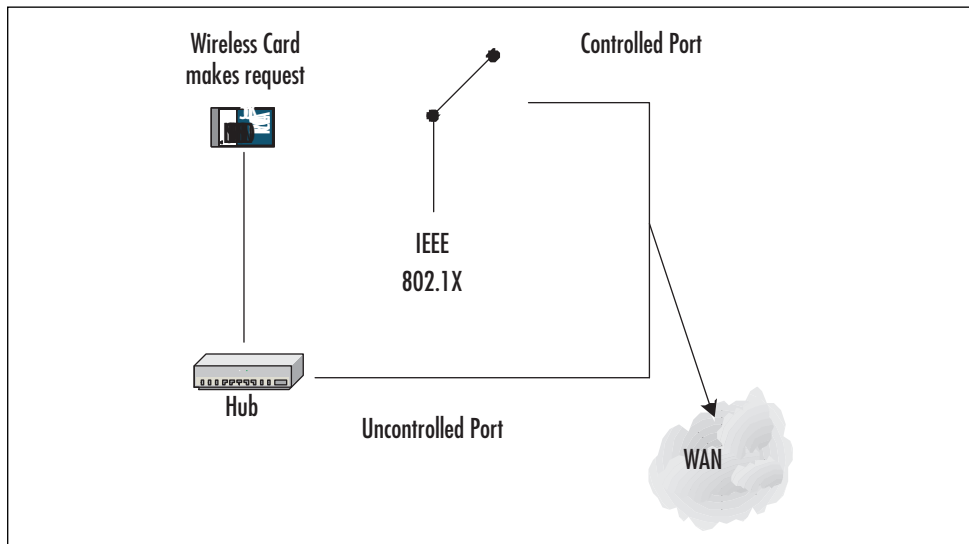 Wireless Card
makes request
Controlled Port
IEEE
802.1X
Hub
Uncontrolled Port
WAN